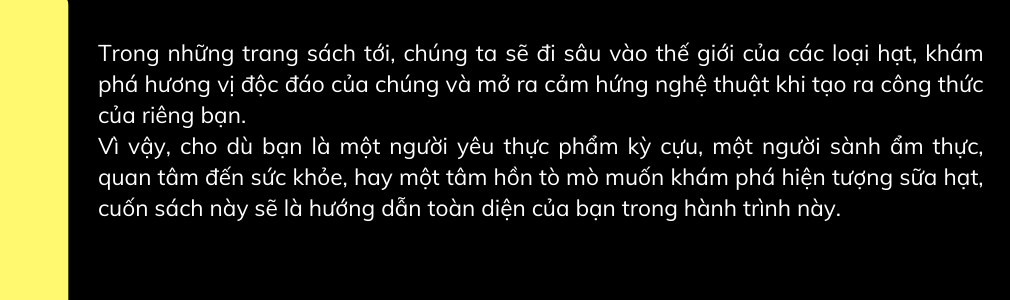 Trong những trang sách tới, chúng ta sẽ đi sâu vào thế giới của các loại hạt, khám
phá hương vị độc đáo của chúng và mở ra cảm hứng nghệ thuật khi tạo ra công thức
của riêng bạn.
Vì vậy, cho dù bạn là một người yêu thực phẩm kỳ cựu, một người sành ẩm thực,
quan tâm đến sức khỏe, hay một tâm hồn tò mò muốn khám phá hiện tượng sữa hạt,
cuốn sách này sẽ là hướng dẫn toàn diện của bạn trong hành trình này.